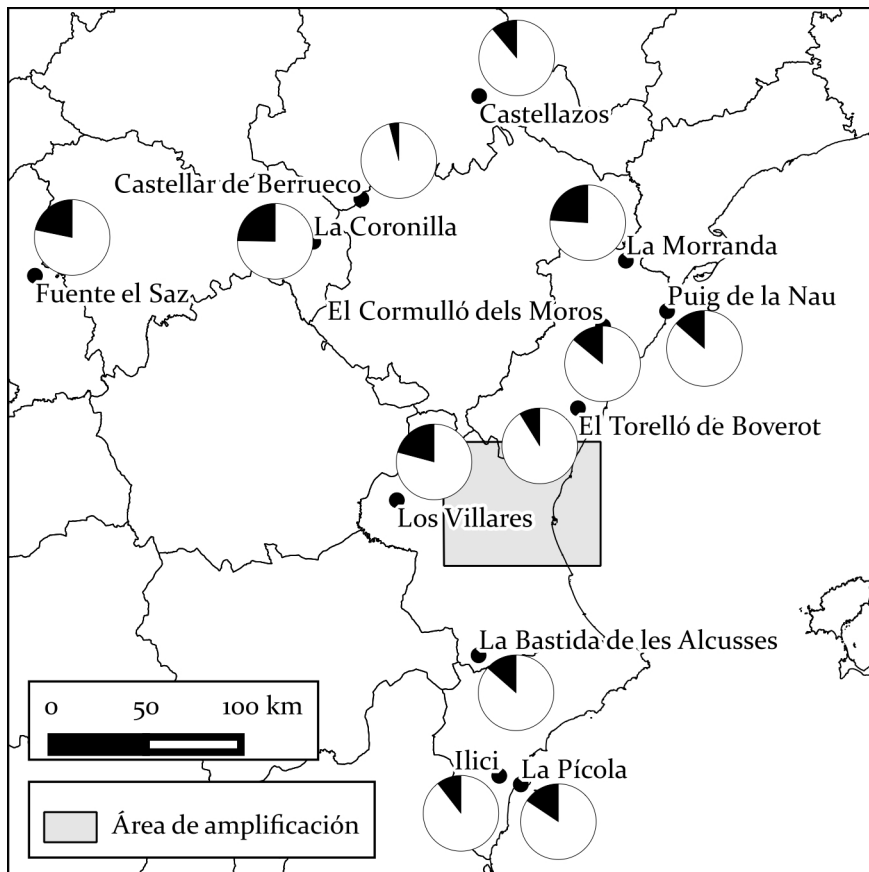 Castellazos
Castellar de Berrueco
La Coronilla
La Morranda
Fuente el Saz
Puig de la Nau
El Cormulló dels Moros
El Torelló de Boverot
Los Villares
La Bastida de les Alcusses
0 50 100 km
Ilici
La Pícola
Área de amplificación